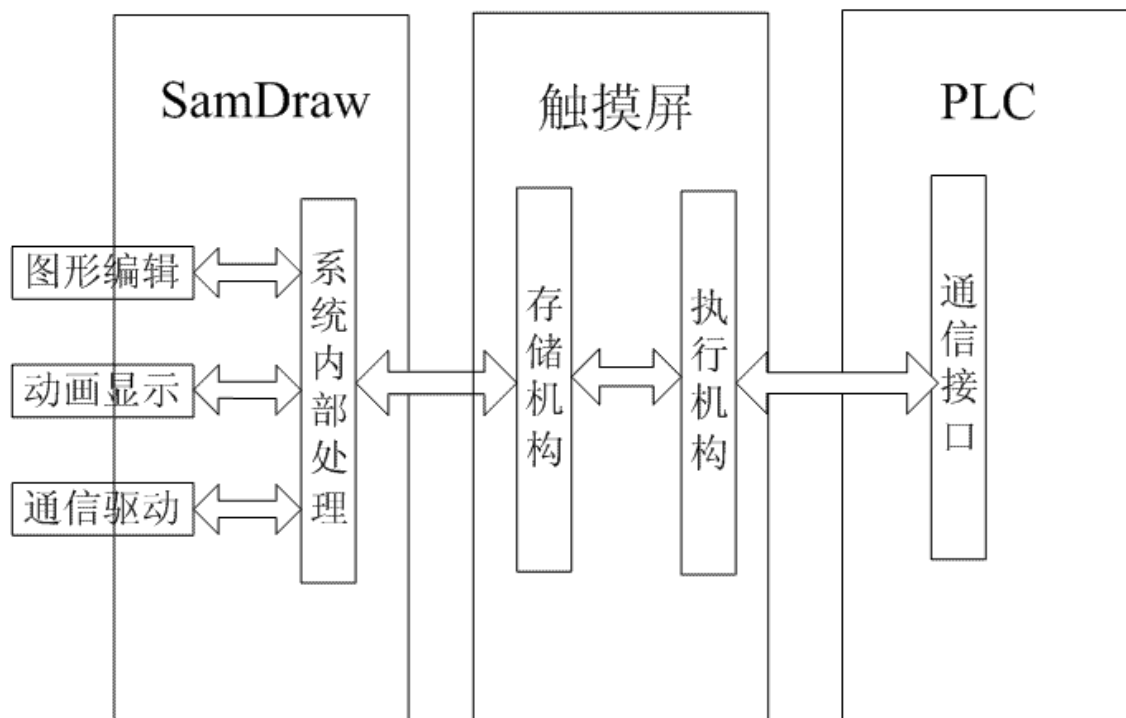 SamDraw
触摸屏
PLC
图形编辑
动画显示
通信驱动
系统内部处理
存储机构
执行机构
通信接口